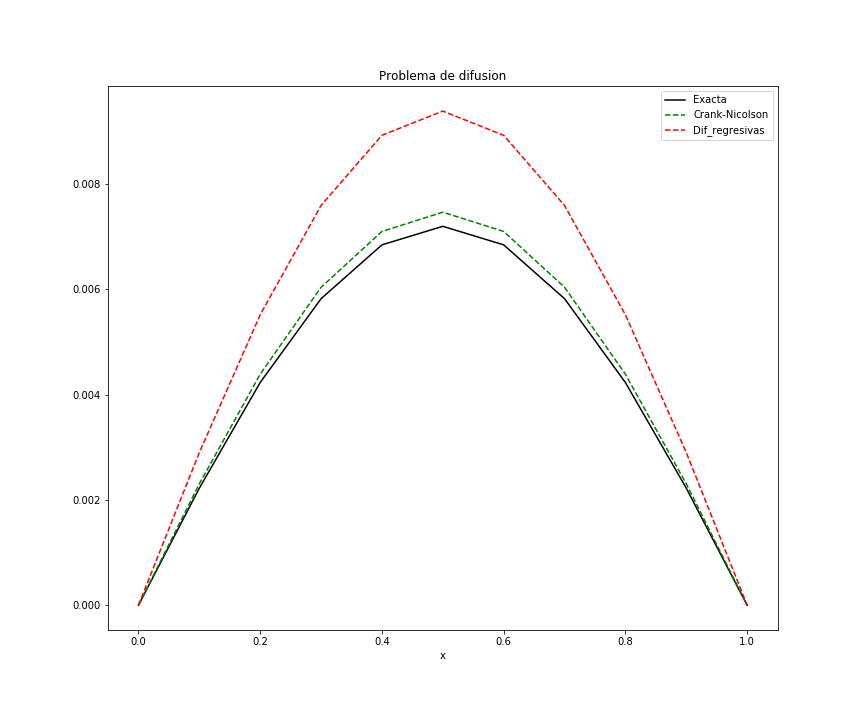 Problema de difusion
Exacta
Crank-Nicolson
Dif_regresivas
0.008
0.006
0.004
0.002
0.000
0.0 0.2 0.4 0.6 0.8 1.0
x